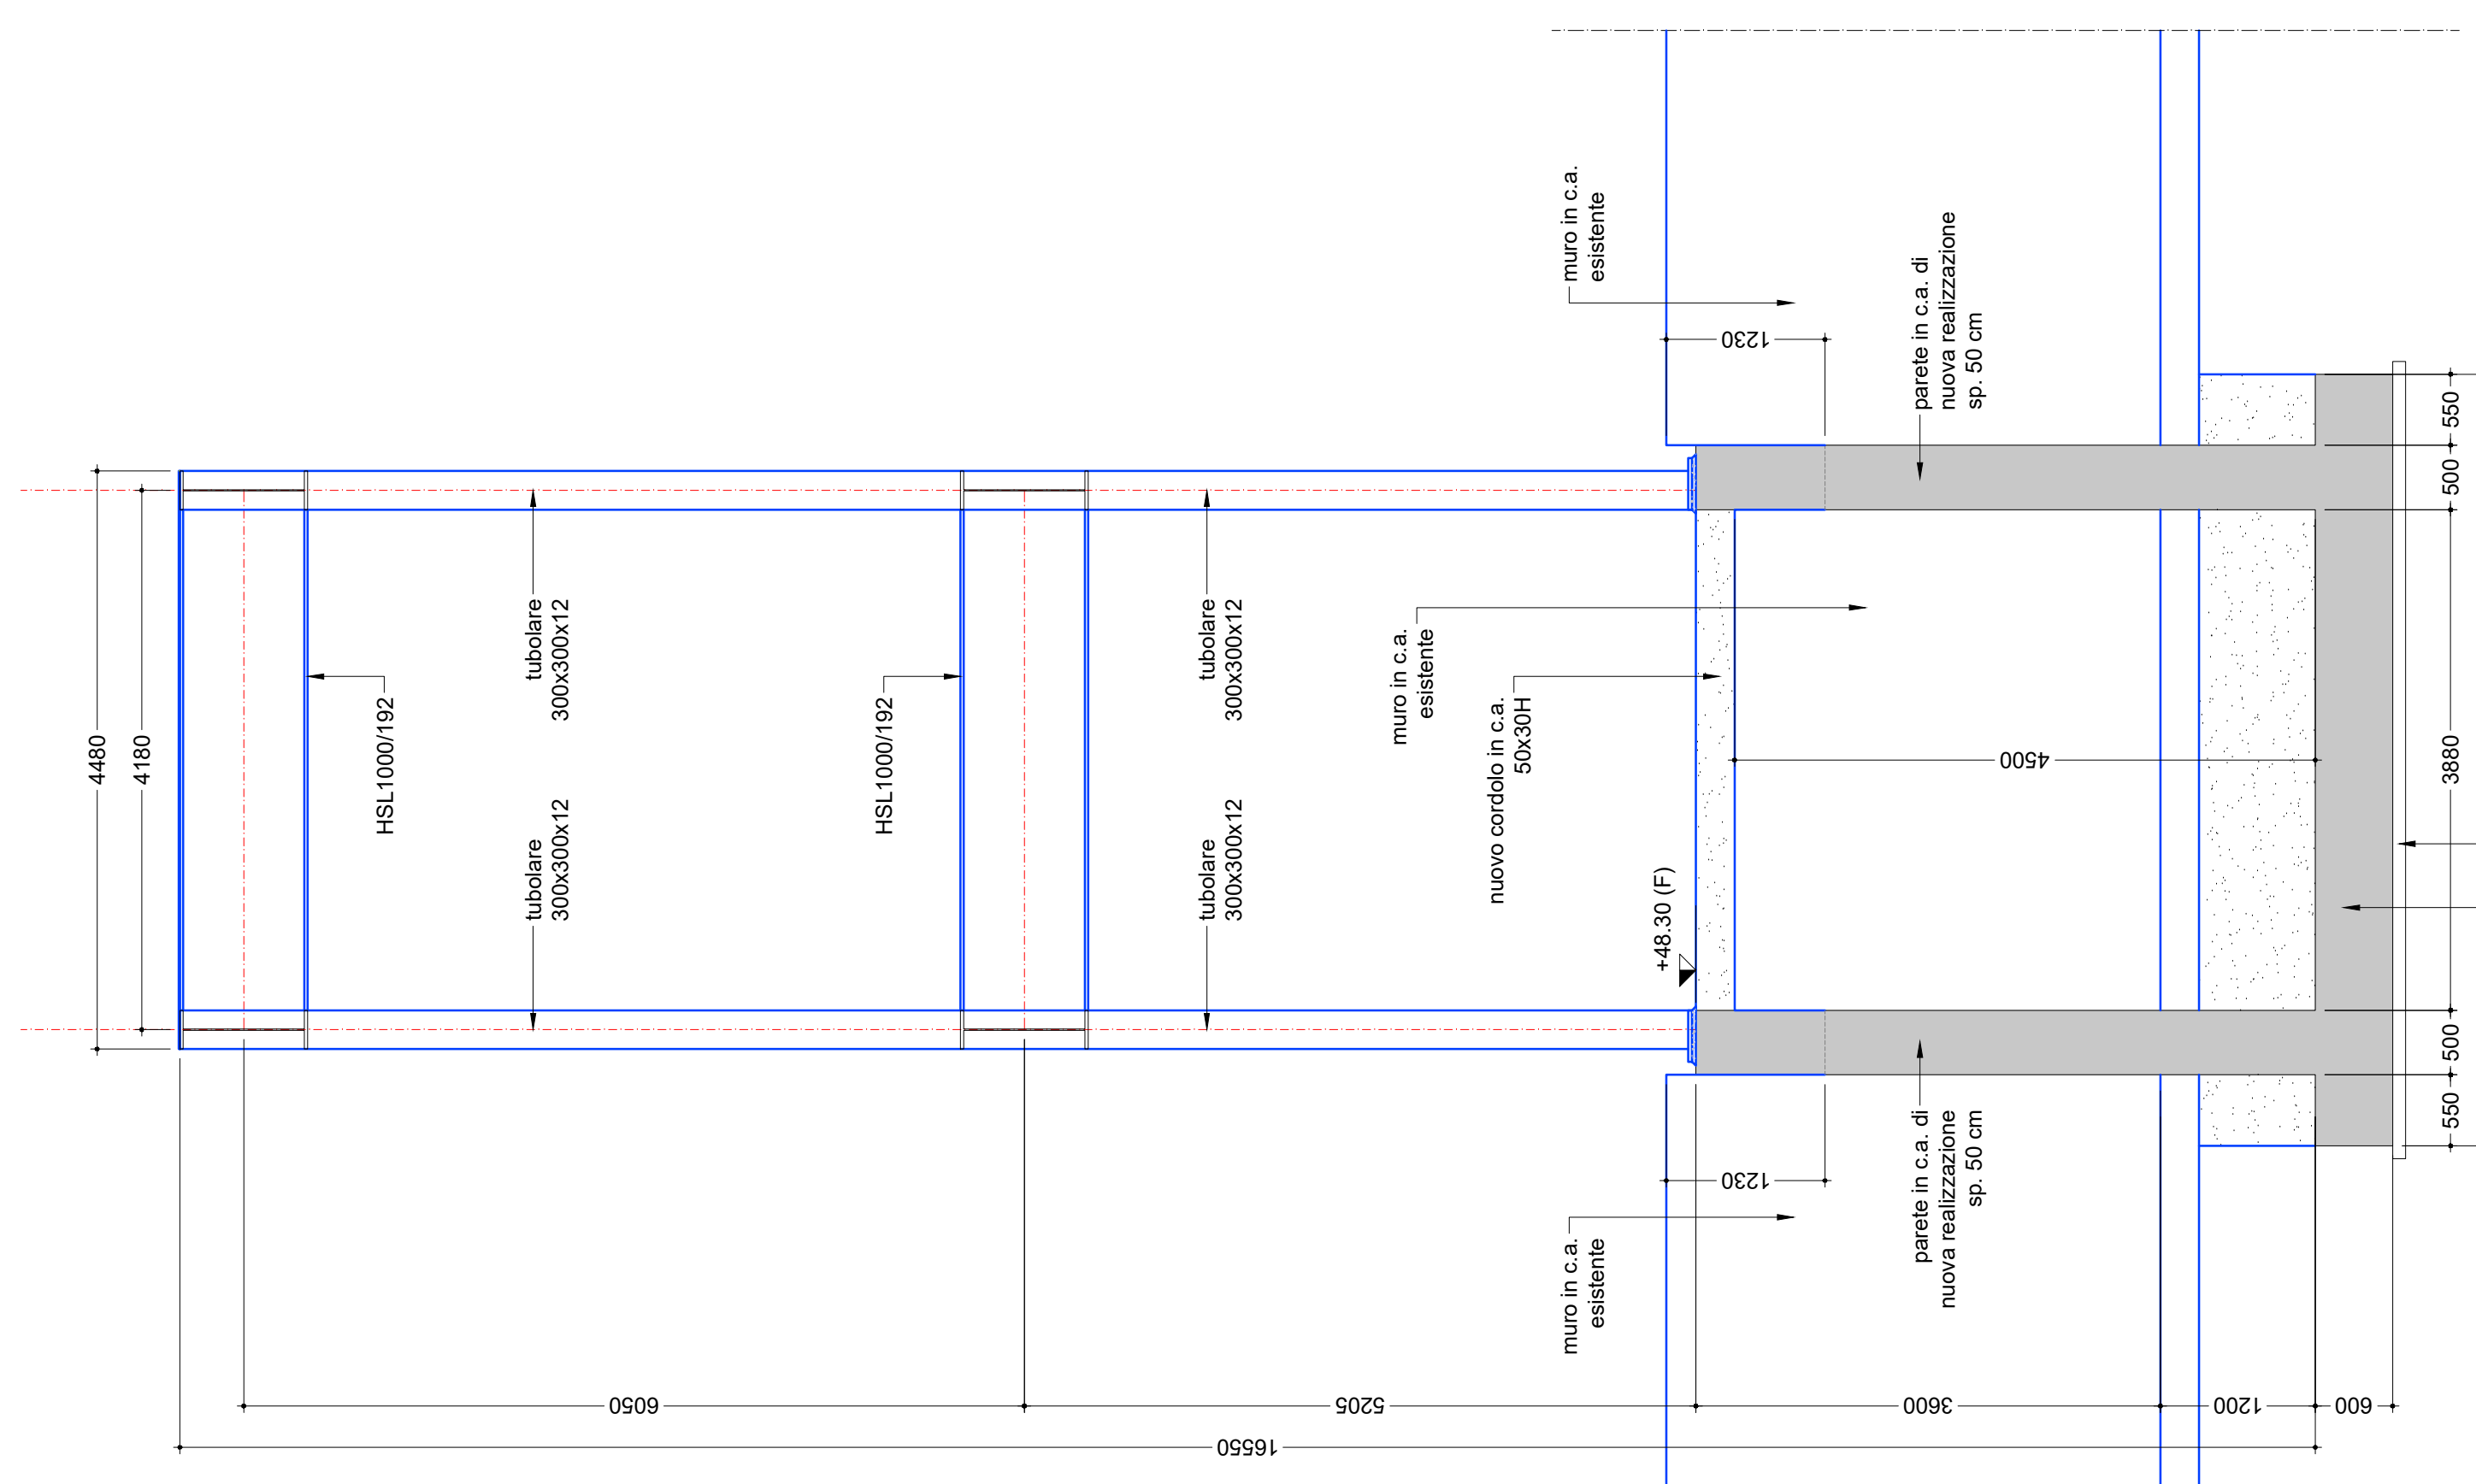 4480
4180
HSL1000/192
tubolare
300x300x12
tubolare
300x300x12
HSL1000/192
tubolare
300x300x12
tubolare
300x300x12
muro in c.a.
esistente
nuovo cordolo in c.a.
50x30H
+48.30 (F)
muro in c.a.
esistente
1230
muro in c.a.
esistente
1230
parete in c.a. di
nuova realizzazione
sp. 50 cm
parete in c.a. di
nuova realizzazione
sp. 50 cm
4500
550
500
3880
500
550
6050
5205
3600
1200
600
16550